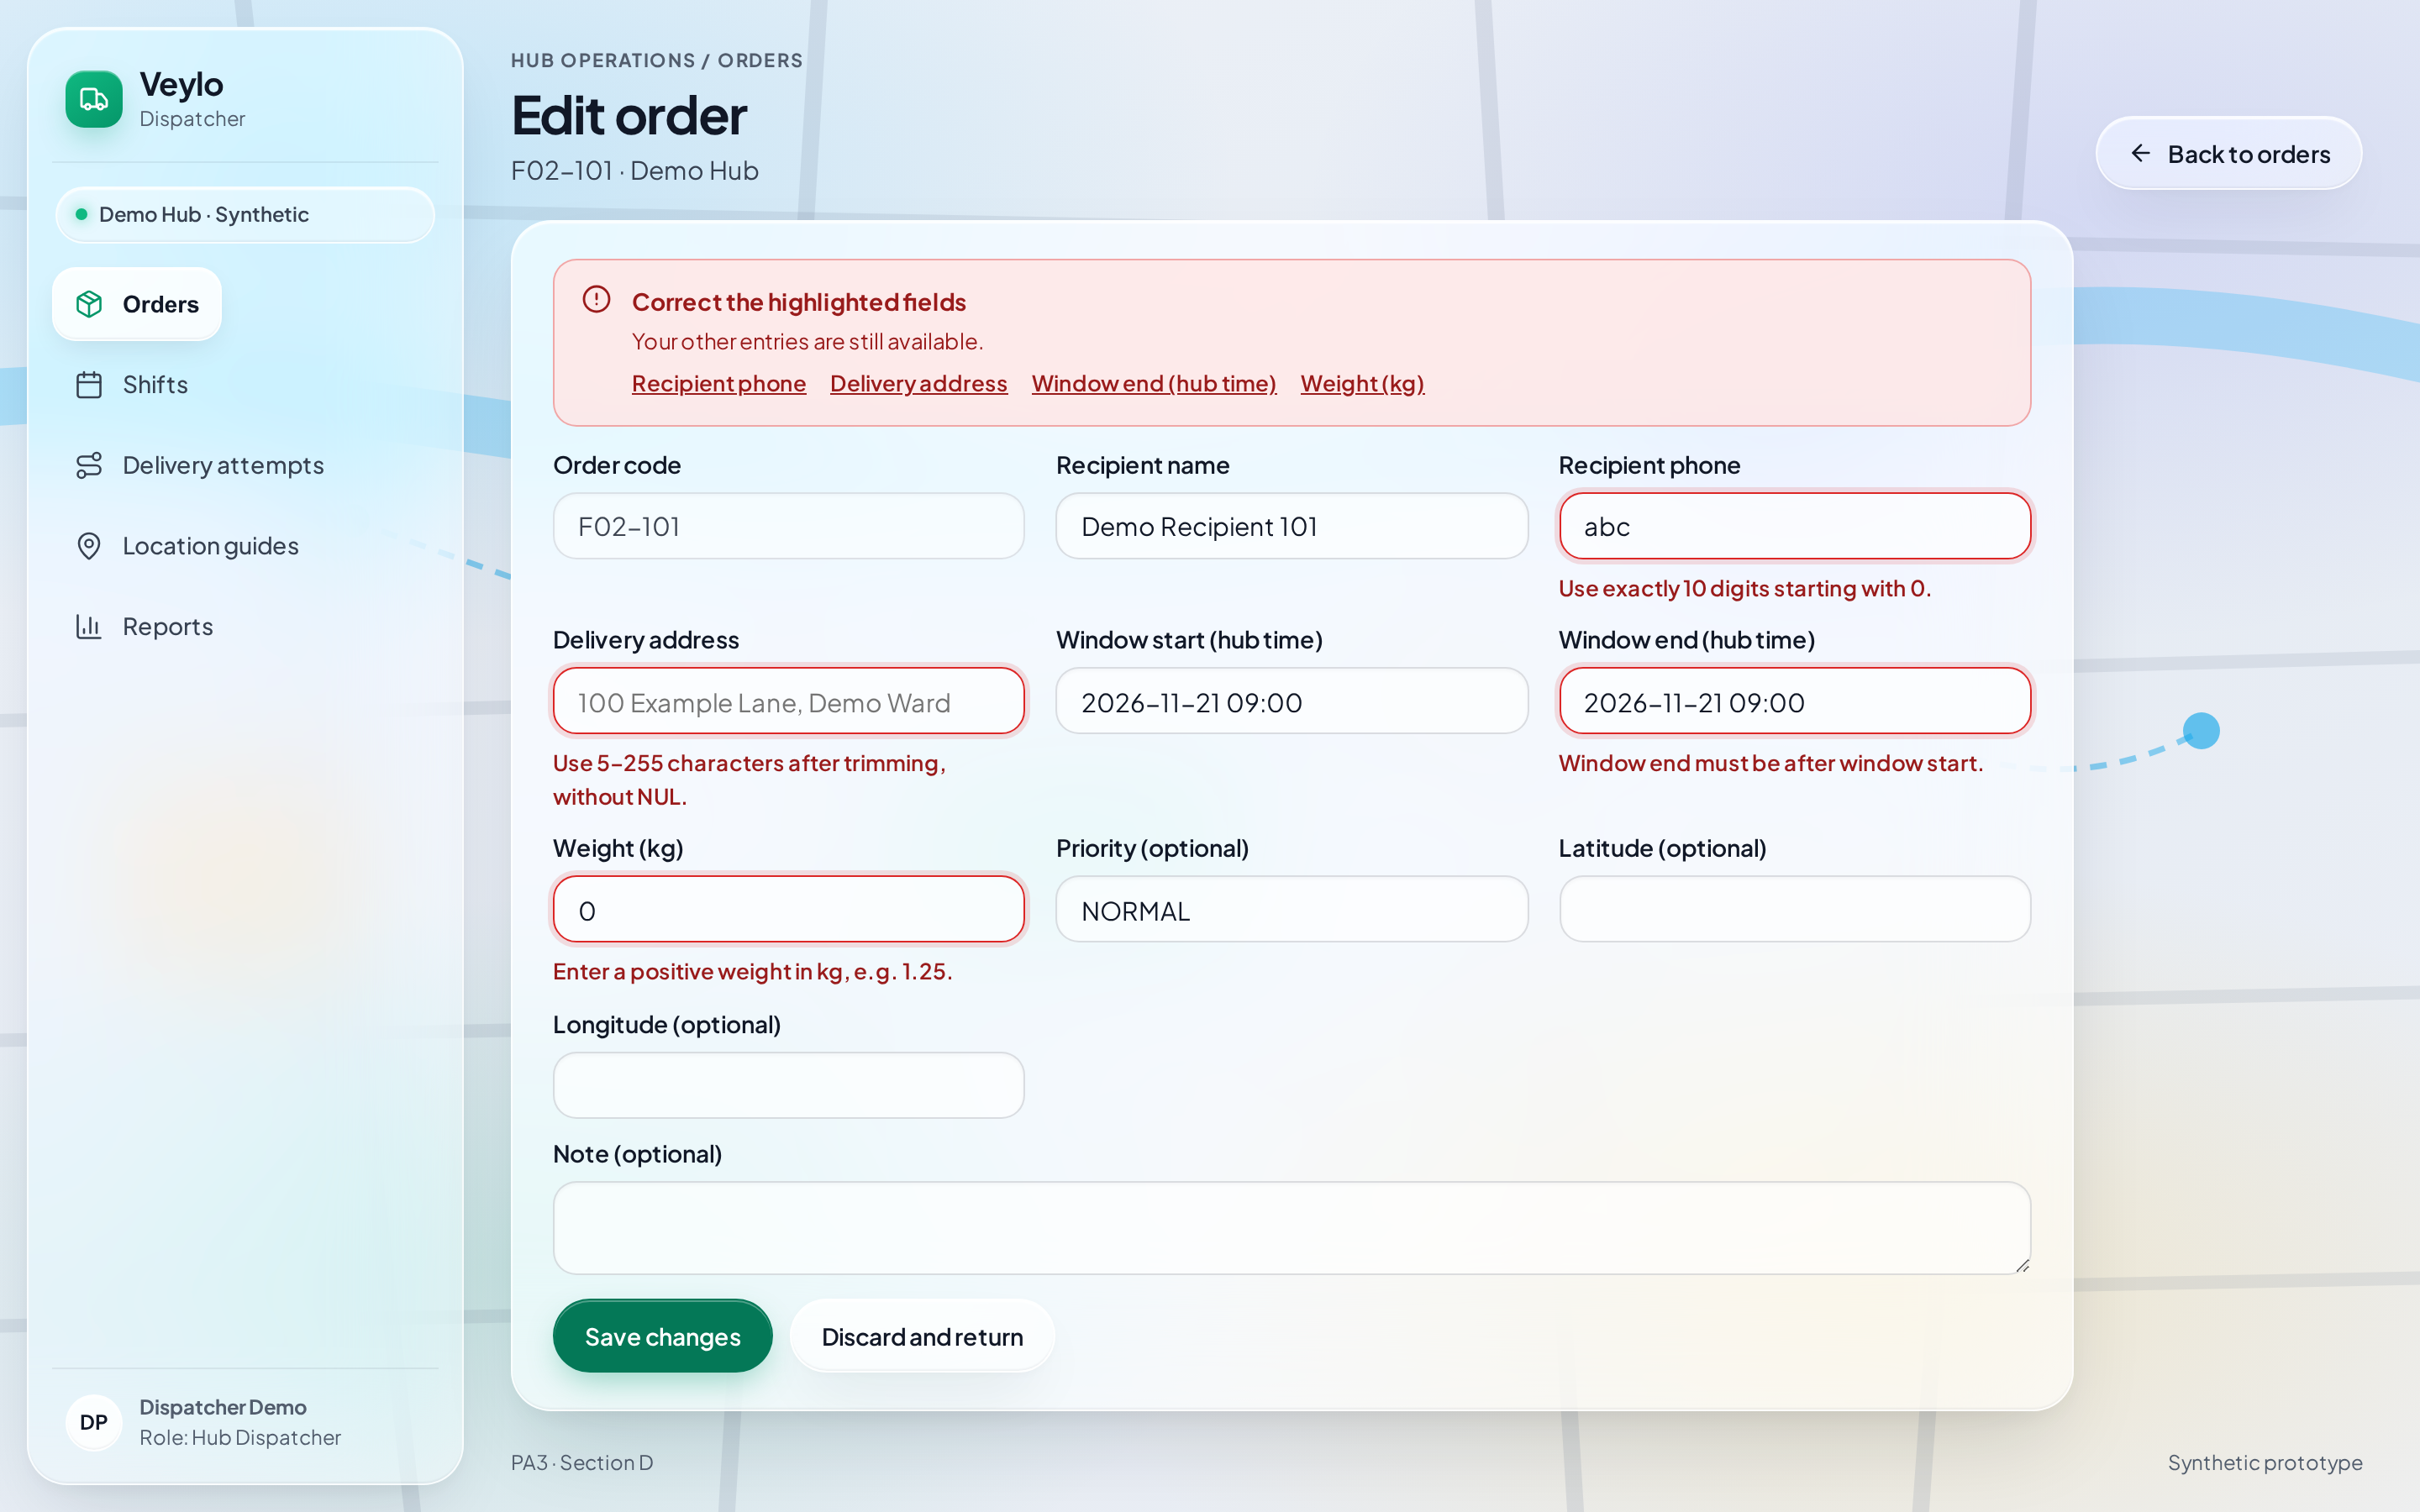 Veylo
Dispatcher
Demo Hub · Synthetic
Orders
Shifts
Delivery attempts
Location guides
Reports
DP
Dispatcher Demo
Role: Hub Dispatcher
HUB OPERATIONS / ORDERS
Edit order
F02-101 · Demo Hub
Back to orders
Correct the highlighted fields
Your other entries are still available.
Recipient phone Delivery address Window end (hub time) Weight (kg)
Order code Recipient name Recipient phone
F02-101 Demo Recipient 101 abc
Use exactly 10 digits starting with 0.
Delivery address Window start (hub time) Window end (hub time)
100 Example Lane, Demo Ward 2026-11-21 09:00 2026-11-21 09:00
Use 5-255 characters after trimming, Window end must be after window start.
without NUL.
Weight (kg) Priority (optional) Latitude (optional)
0 NORMAL
Enter a positive weight in kg, e.g. 1.25.
Longitude (optional)
Note (optional)
Save changes Discard and return
PA3 · Section D Synthetic prototype